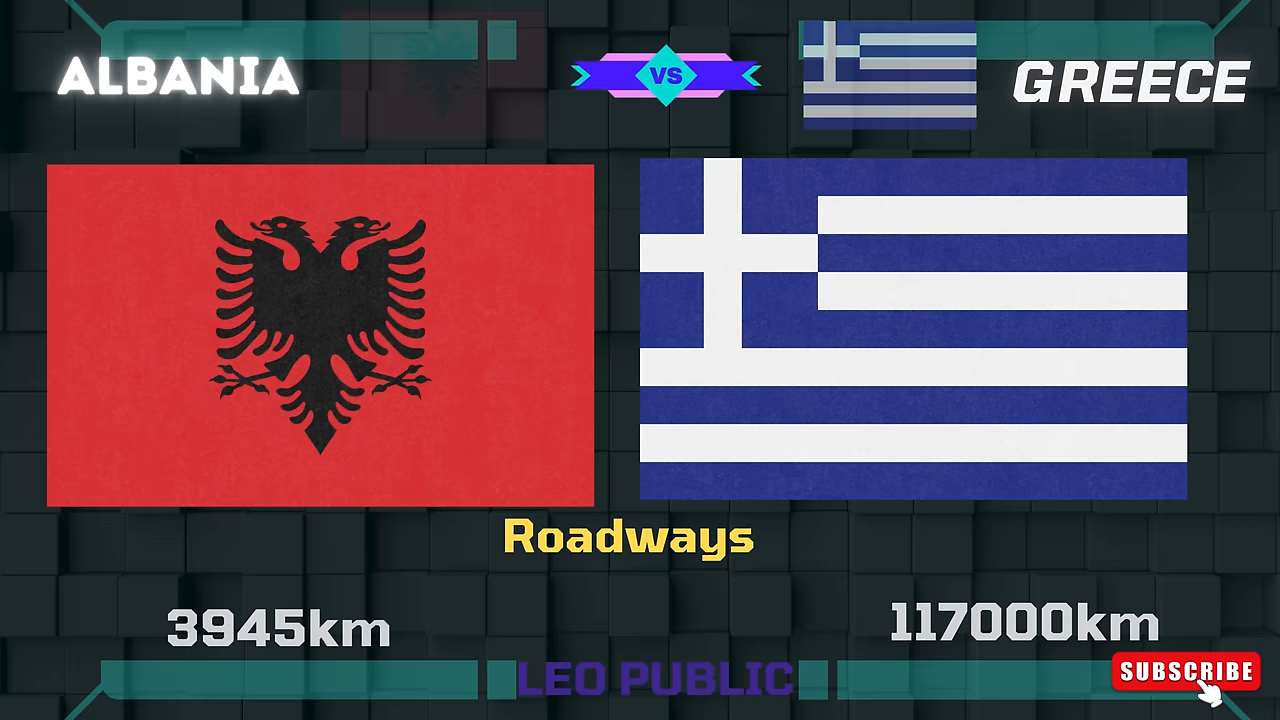 ALBANIA
VS
GREECE
Roadways
3945km
117000km
LEO PUBLIC
SUBSCRIBE